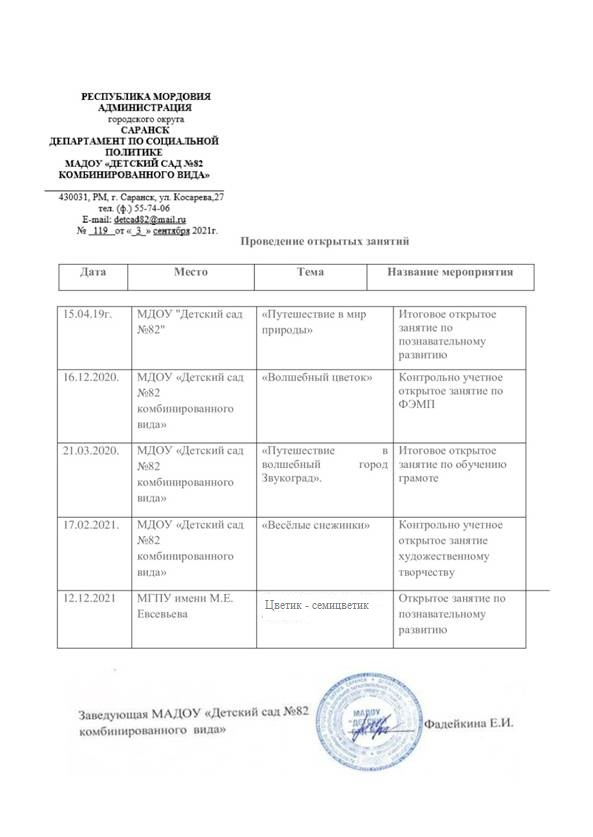 РЕСПУБЛИКА МОРДОВИЯ
АДМИНИСТРАЦИЯ
городского округа
САРАНСК
ДЕПАРТАМЕНТ ПО СОЦИАЛЬНОЙ
ПОЛИТИКЕ
МАДОУ «ДЕТСКИЙ САД №82
КОМБИНИРОВАННОГО ВИДА»
430031, РМ, г. Саранск, ул. Косарева,27
тел. (ф.) 55-74-06
E-mail: detcad82@mail.ru
№ 119 от «_3_» сентября 2021г.
Проведение открытых занятий
Дата Место Тема Название мероприятия
15.04.19г. МДОУ "Детский сад «Путешествие в мир Итоговое открытое
№82" природы» занятие по
познавательному
развитию
16.12.2020. МДОУ «Детский сад «Волшебный цветок» Контрольно учетное
№82 открытое занятие по
комбинированного ФЭМП
вида»
21.03.2020. МДОУ «Детский сад «Путешествие в Итоговое открытое
№82 волшебный город занятие по обучению
комбинированного Звукоград». грамоте
вида»
17.02.2021. МДОУ «Детский сад «Весёлые снежинки» Контрольно учетное
№82 открытое занятие
комбинированного художественному
вида» творчеству
12.12.2021 МГПУ имени М.Е. Цветик - семицветик Открытое занятие по
Евсевьева познавательному
развитию
Заведующая МАДОУ «Детский сад №82
комбинированного вида» Фадейкина Е.И.
МАДОУ
"ДЕТСКИЙ